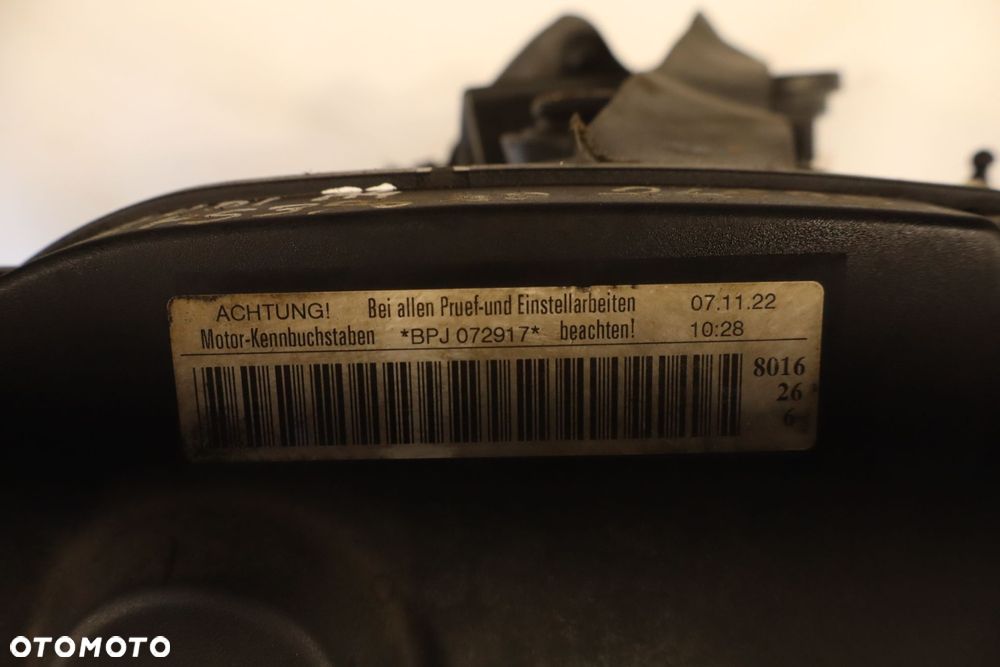 ACHTUNG! Bei allen Pruef-und Einstellarbeiten 07.11.22
Motor-Kennbuchstaben *BPJ 072917* beachten! 10:28
8016
26
6
OTOMOTO